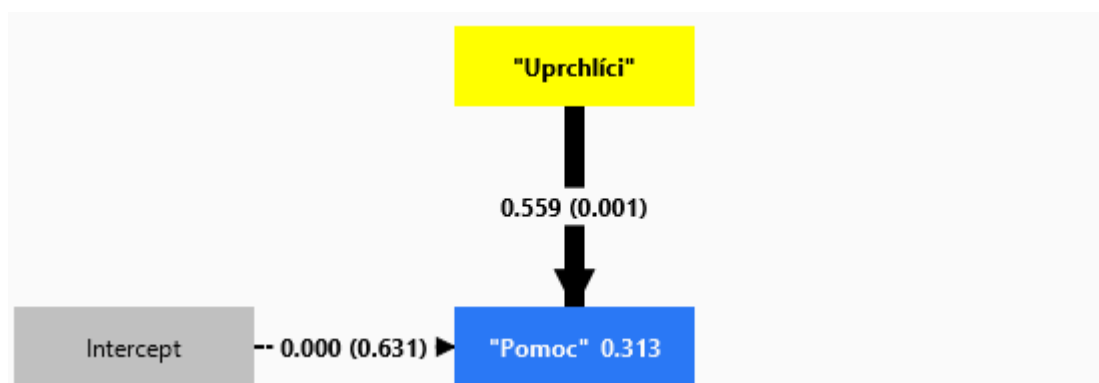 "Uprchlíci"
0.559 (0.001)
Intercept
0.000 (0.631)
"Pomoc" 0.313